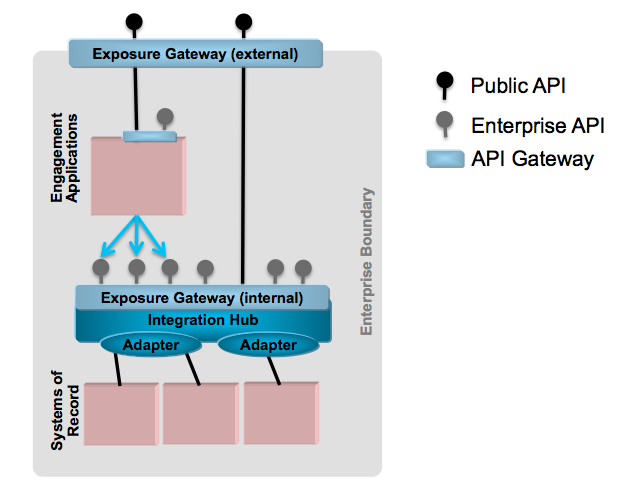 Exposure Gateway (external)
Public API
Enterprise API
API Gateway
Engagement
Applications
Enterprise Boundary
Exposure Gateway (internal)
Integration Hub
Adapter
Adapter
Systems of
Record